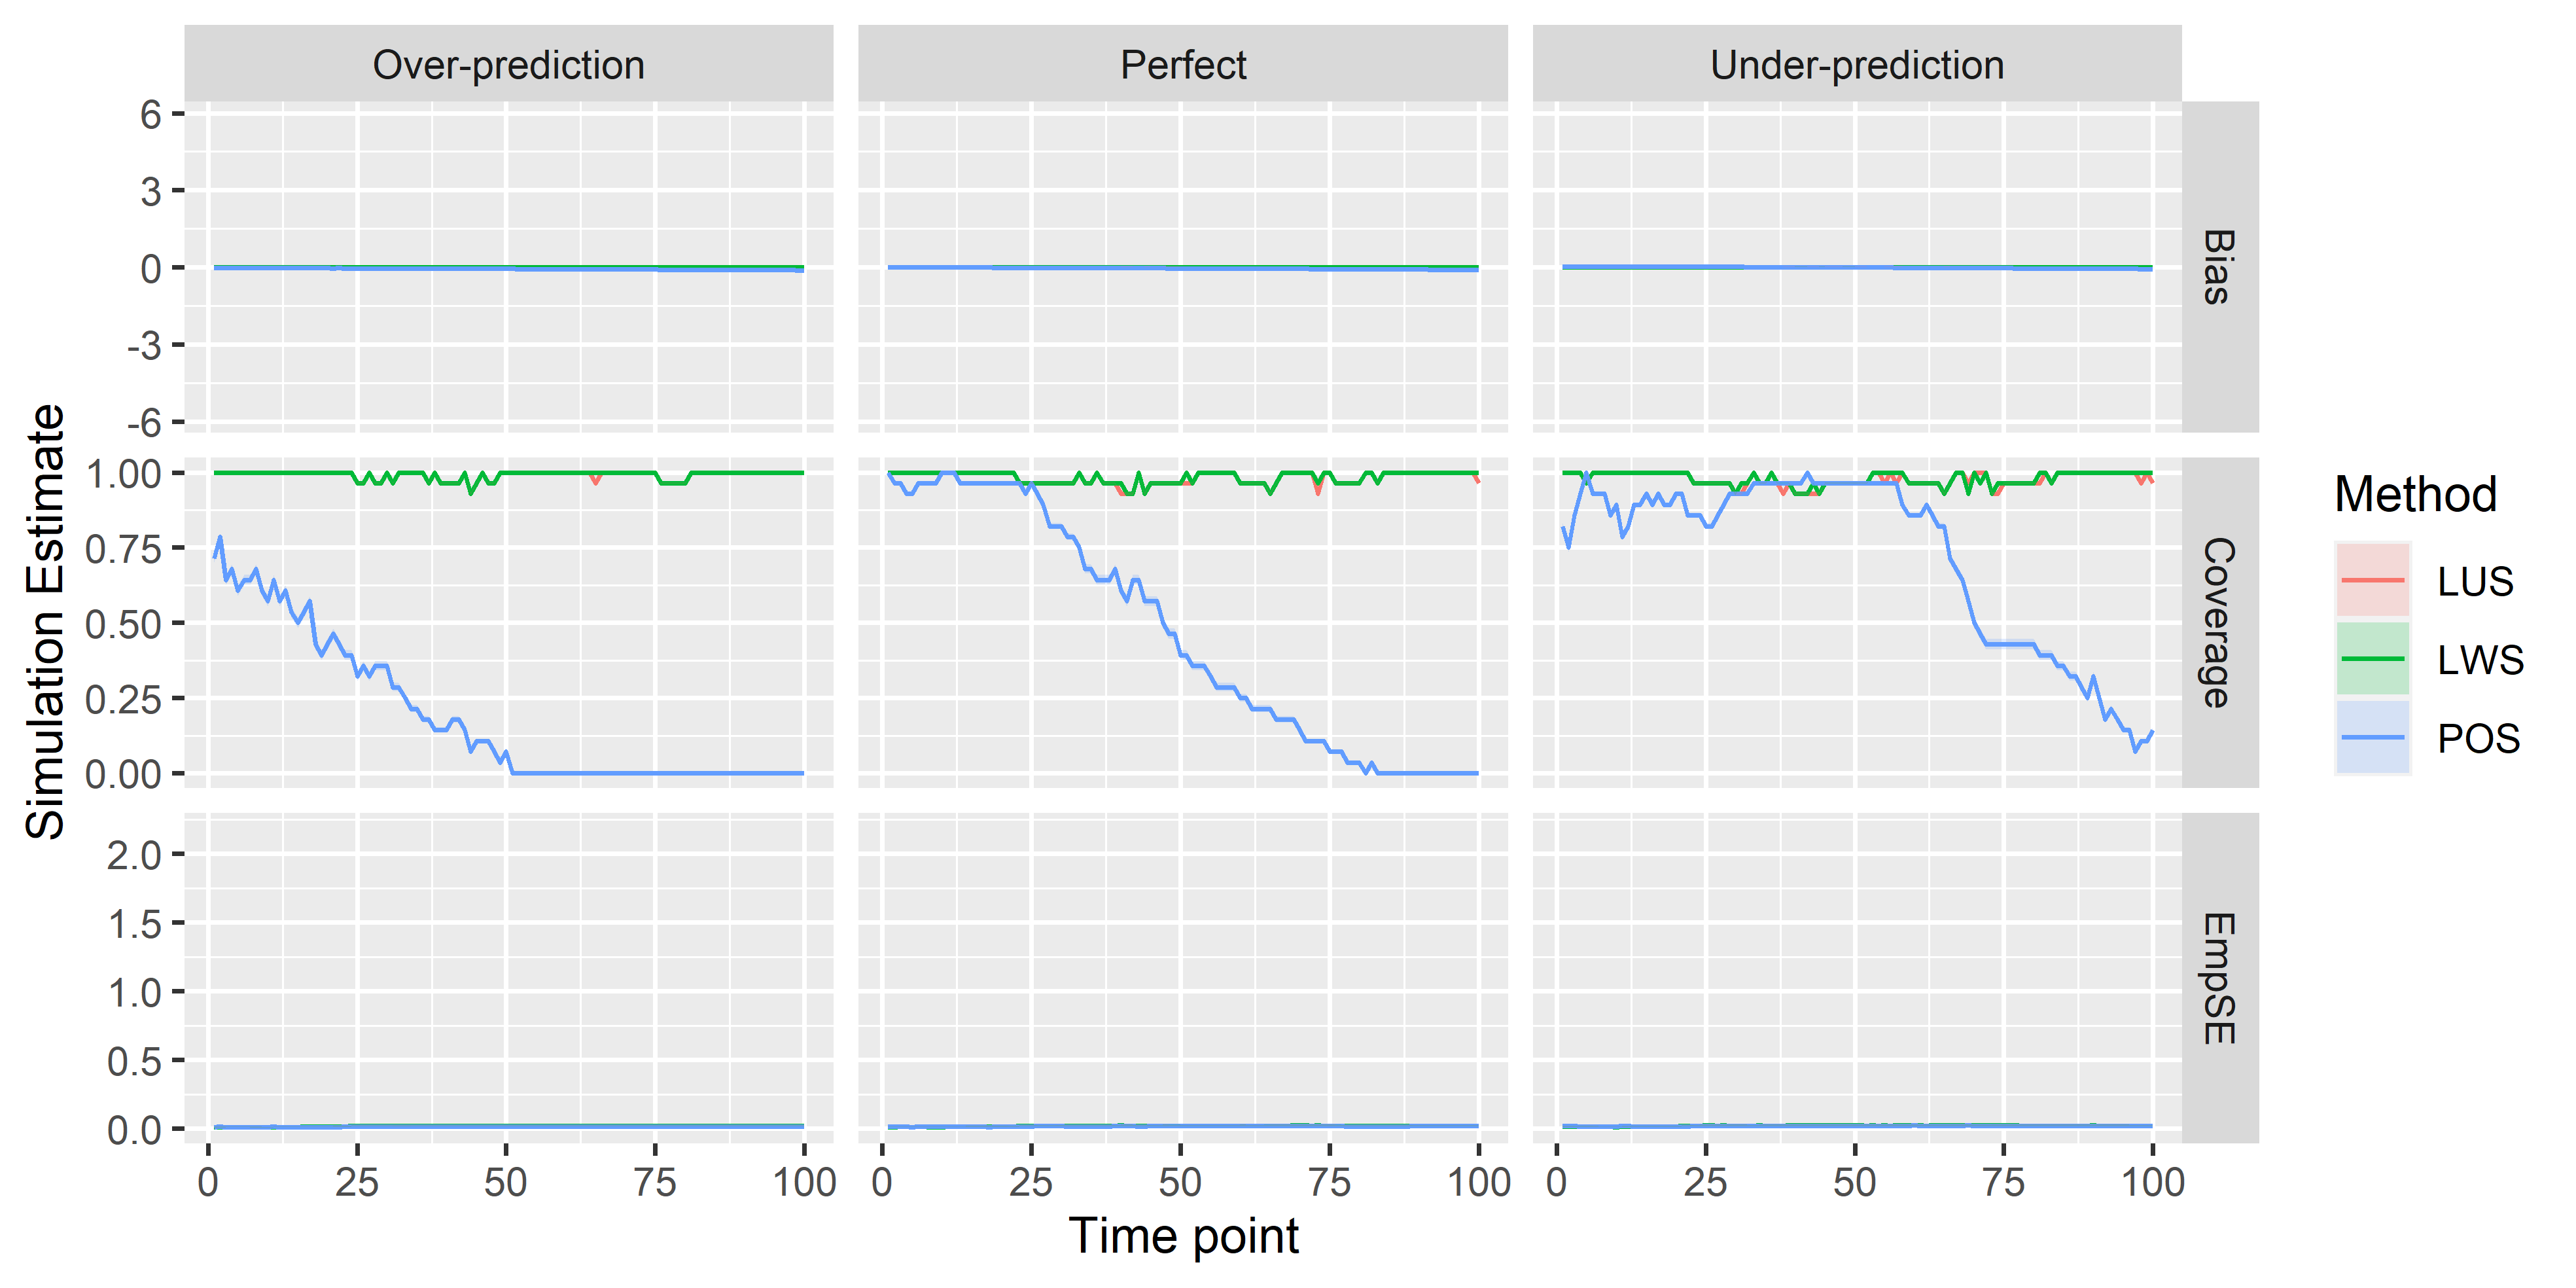 Over-prediction Perfect Under-prediction
6
3
0
-3
-6
Bias
1.00
0.75
0.50
0.25
0.00
Coverage
2.0
1.5
1.0
0.5
0.0
EmpSE
0 25 50 75 100 0 25 50 75 100 0 25 50 75 100
Time point
Simulation Estimate
Method
LUS
LWS
POS